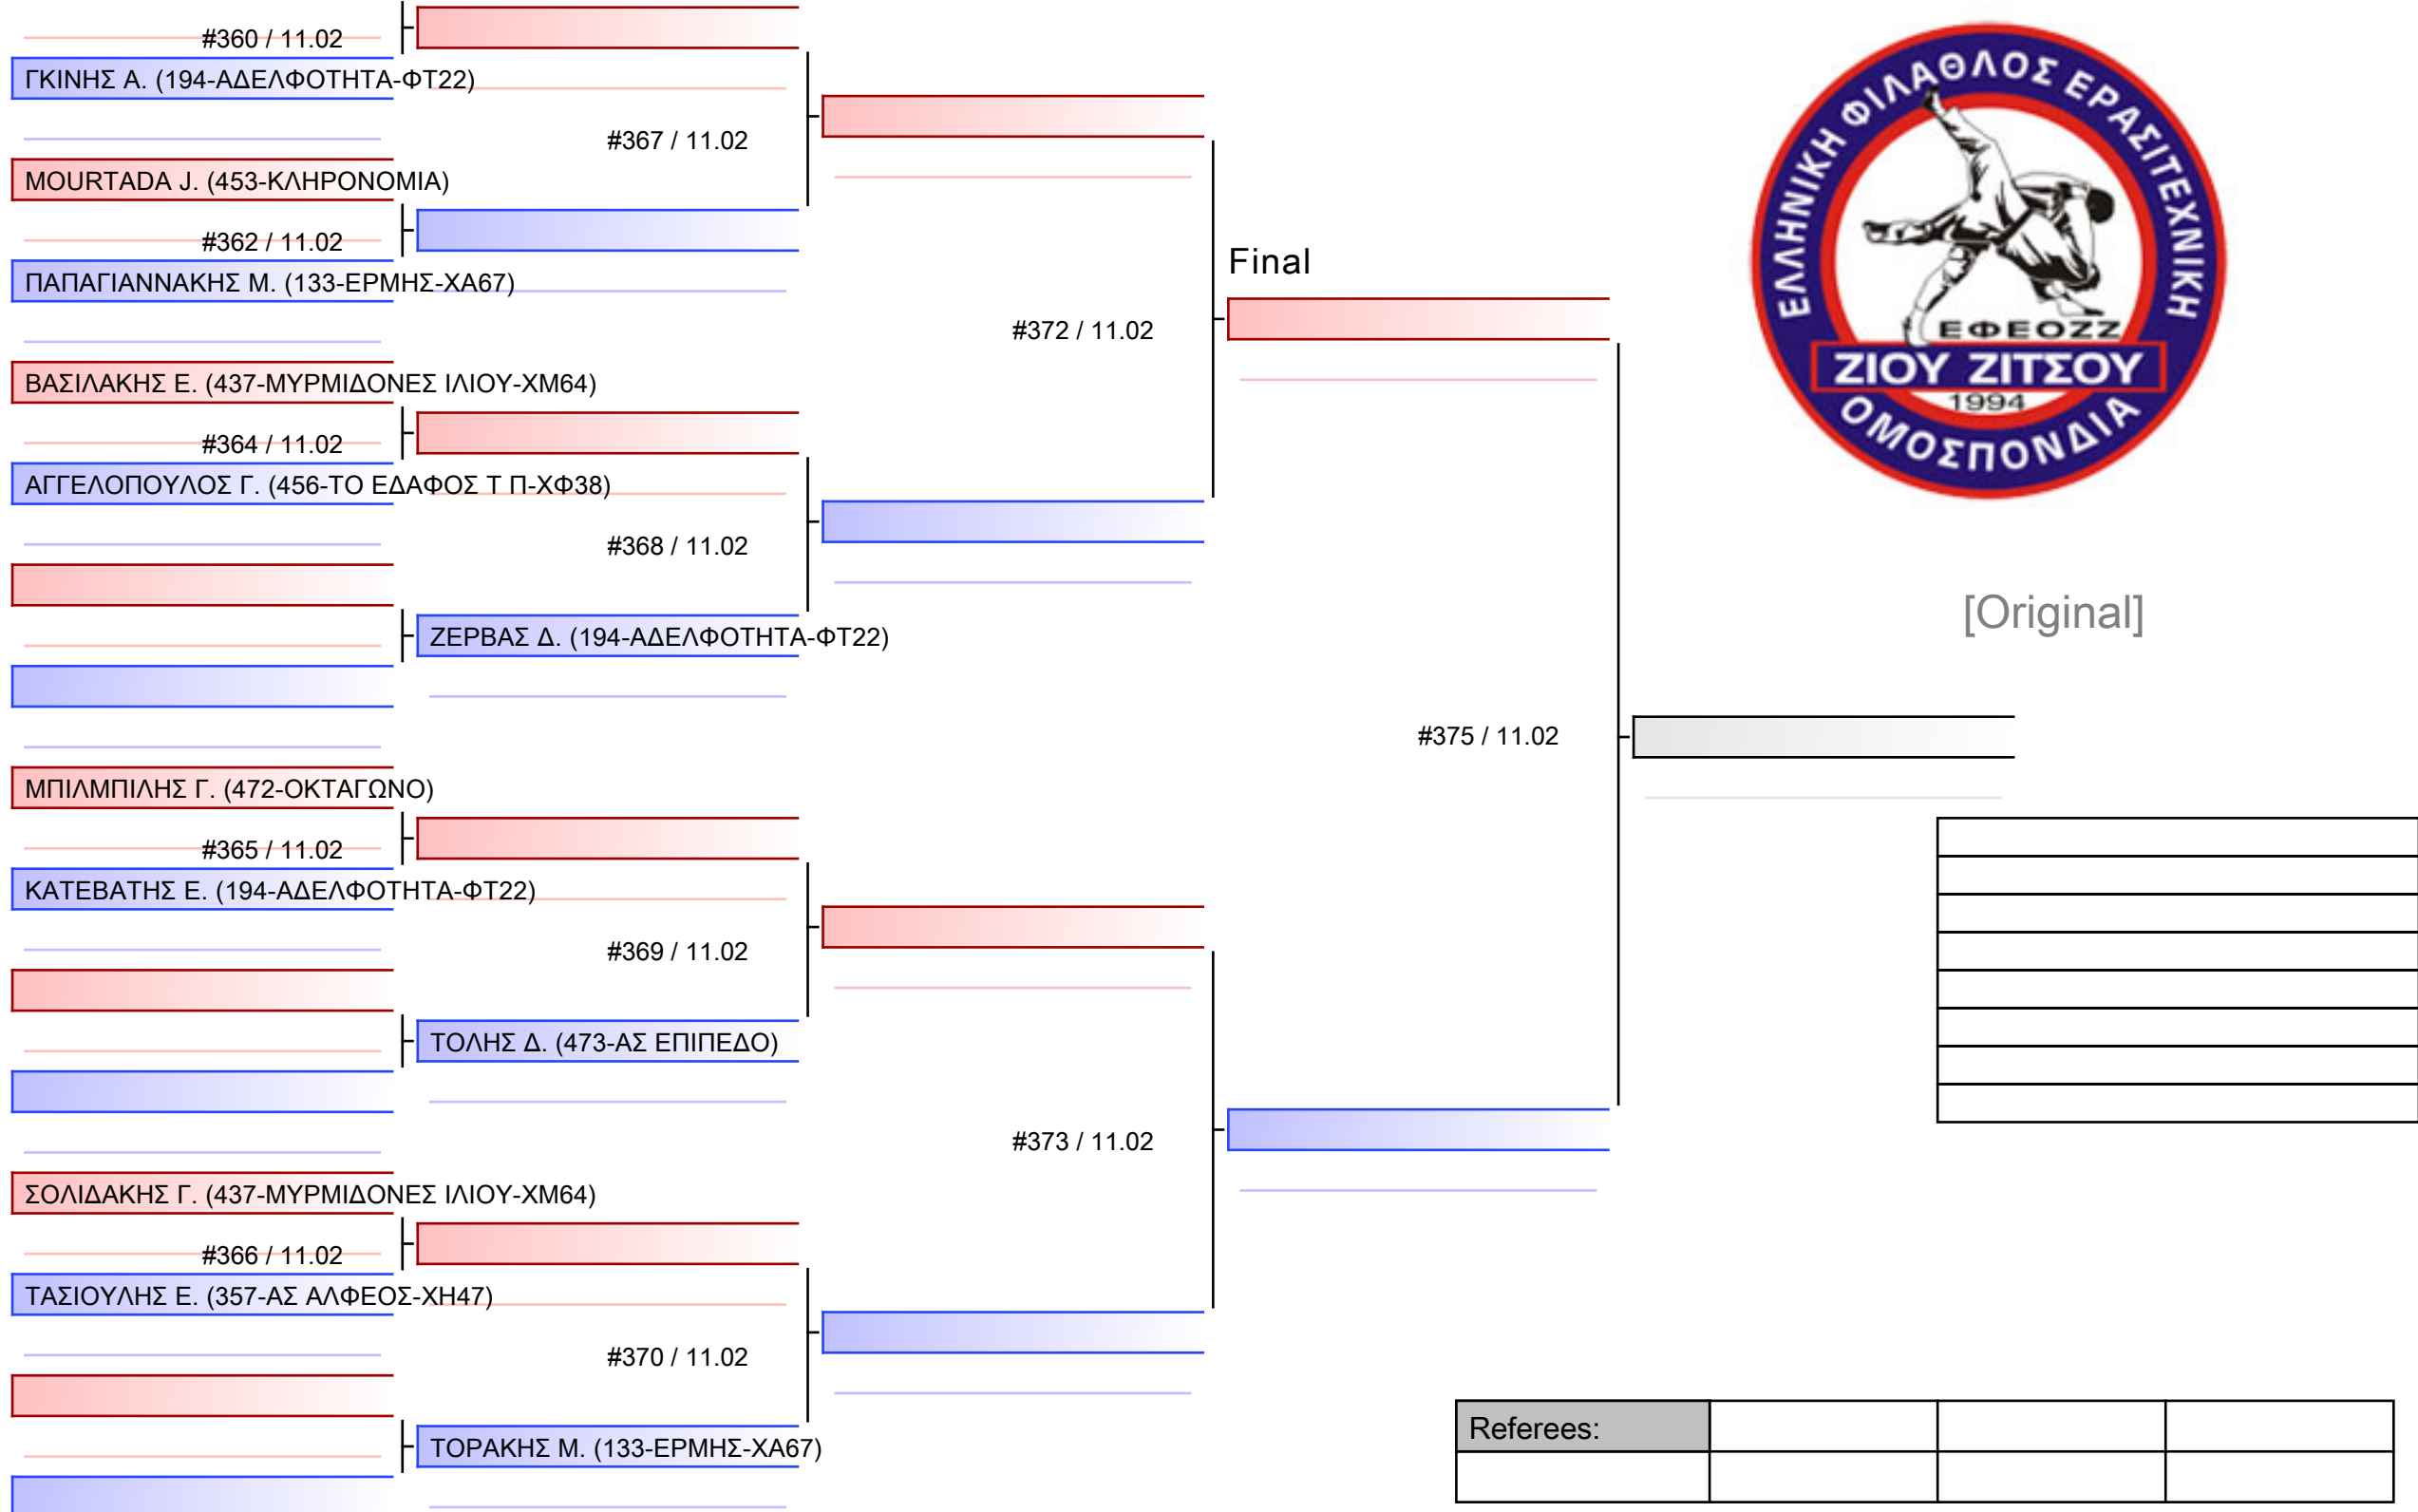 #360 / 11.02
ΓΚΙΝΗΣ Α. (194-ΑΔΕΛΦΟΤΗΤΑ-ΦΤ22)
#367 / 11.02
MOURTADA J. (453-ΚΛΗΡΟΝΟΜΙΑ)
#362 / 11.02
ΠΑΠΑΓΙΑΝΝΑΚΗΣ Μ. (133-ΕΡΜΗΣ-ΧΑ67)
#372 / 11.02
ΒΑΣΙΛΑΚΗΣ Ε. (437-ΜΥΡΜΙΔΟΝΕΣ ΙΛΙΟΥ-ΧΜ64)
#364 / 11.02
ΑΓΓΕΛΟΠΟΥΛΟΣ Γ. (456-ΤΟ ΕΔΑΦΟΣ Τ Π-ΧΦ38)
#368 / 11.02
ΖΕΡΒΑΣ Δ. (194-ΑΔΕΛΦΟΤΗΤΑ-ΦΤ22)
Final
#375 / 11.02
ΜΠΙΛΜΠΙΛΗΣ Γ. (472-ΟΚΤΑΓΩΝΟ)
#365 / 11.02
ΚΑΤΕΒΑΤΗΣ Ε. (194-ΑΔΕΛΦΟΤΗΤΑ-ΦΤ22)
#369 / 11.02
ΤΟΛΗΣ Δ. (473-ΑΣ ΕΠΙΠΕΔΟ)
#373 / 11.02
ΣΟΛΙΔΑΚΗΣ Γ. (437-ΜΥΡΜΙΔΟΝΕΣ ΙΛΙΟΥ-ΧΜ64)
#366 / 11.02
ΤΑΣΙΟΥΛΗΣ Ε. (357-ΑΣ ΑΛΦΕΟΣ-ΧΗ47)
#370 / 11.02
ΤΟΡΑΚΗΣ Μ. (133-ΕΡΜΗΣ-ΧΑ67)
ΕΛΛΗΝΙΚΗ ΦΙΛΑΘΛΟΣ ΕΡΑΣΙΤΕΧΝΙΚΗ
ΕΦΕΟΖΖ
ΖΙΟΥ ΖΙΤΣΟΥ
1994
ΟΜΟΣΠΟΝΔΙΑ
[Original]
Referees: